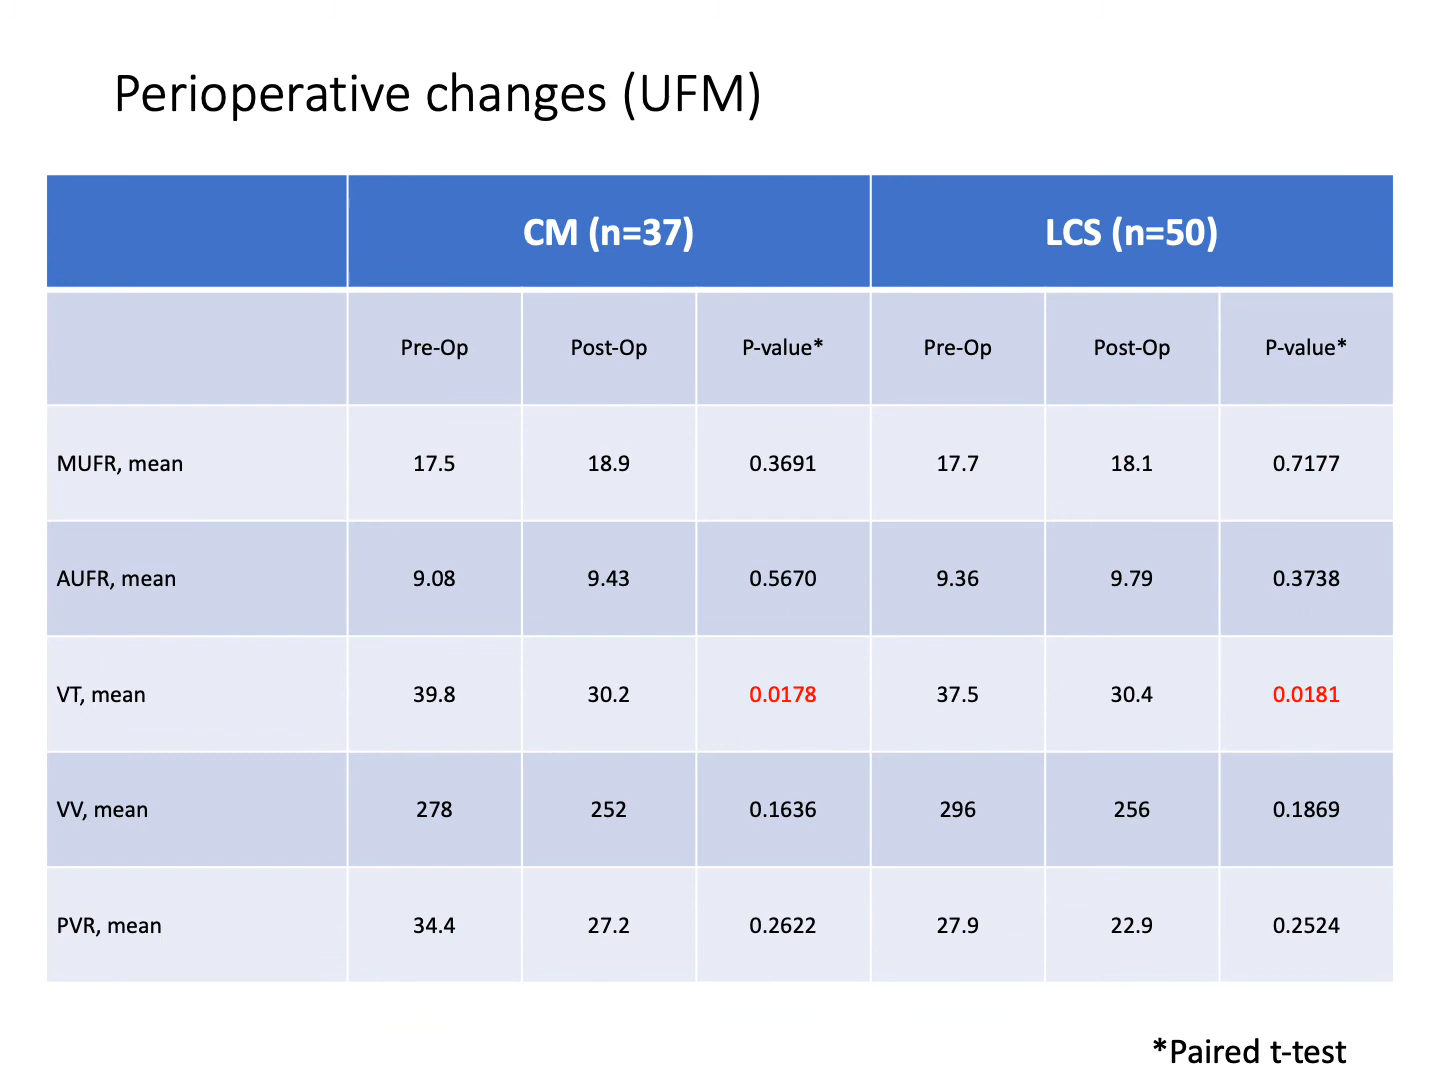 Perioperative changes (UFM)
CM (n=37) LCS (n=50)
Pre-Op Post-Op P-value* Pre-Op Post-Op P-value*
MUFR, mean 17.5 18.9 0.3691 17.7 18.1 0.7177
AUFR, mean 9.08 9.43 0.5670 9.36 9.79 0.3738
VT, mean 39.8 30.2 0.0178 37.5 30.4 0.0181
VV, mean 278 252 0.1636 296 256 0.1869
PVR, mean 34.4 27.2 0.2622 27.9 22.9 0.2524
*Paired t-test